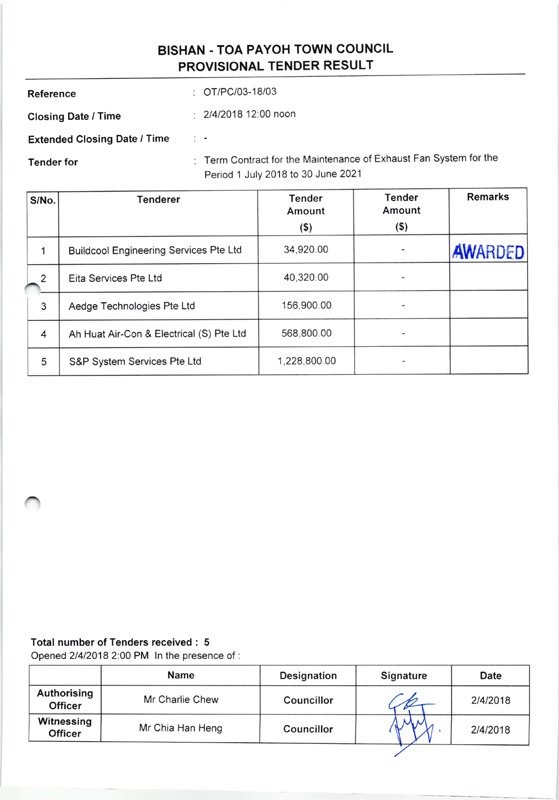 BISHAN - TOA PAYOH TOWN COUNCIL
PROVISIONAL TENDER RESULT
Reference : OT/PC/03-18/03
Closing Date / Time : 2/4/2018 12:00 noon
Extended Closing Date / Time : -
Tender for : Term Contract for the Maintenance of Exhaust Fan System for the
Period 1 July 2018 to 30 June 2021
S/No. Tenderer Tender Amount ($) Tender Amount ($) Remarks
1 Buildcool Engineering Services Pte Ltd 34,920.00 - AWARDED
2 Eita Services Pte Ltd 40,320.00 -
3 Aedge Technologies Pte Ltd 156,900.00 -
4 Ah Huat Air-Con & Electrical (S) Pte Ltd 568,800.00 -
5 S&P System Services Pte Ltd 1,228,800.00 -
Total number of Tenders received : 5
Opened 2/4/2018 2:00 PM In the presence of :
Name Designation Signature Date
Authorising Officer Mr Charlie Chew Councillor 2/4/2018
Witnessing Officer Mr Chia Han Heng Councillor 2/4/2018